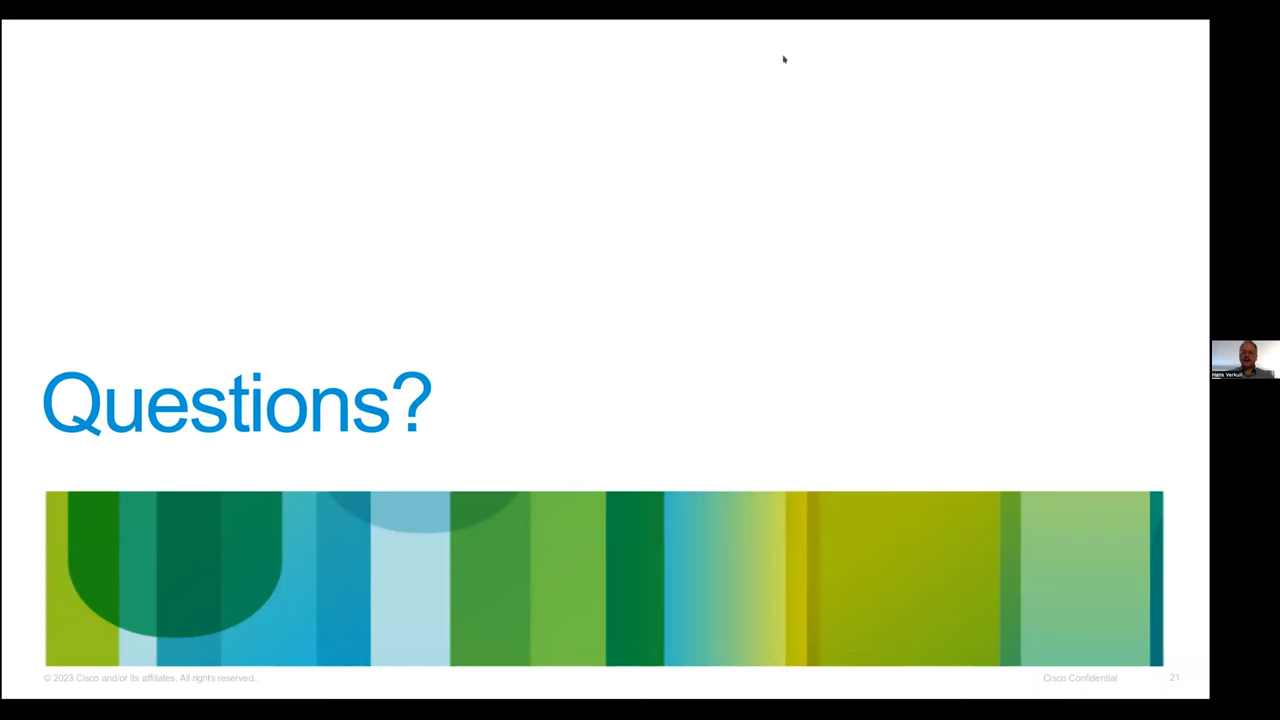 Questions?
Hans Verkuil
© 2023 Cisco and/or its affiliates. All rights reserved.
Cisco Confidential
21